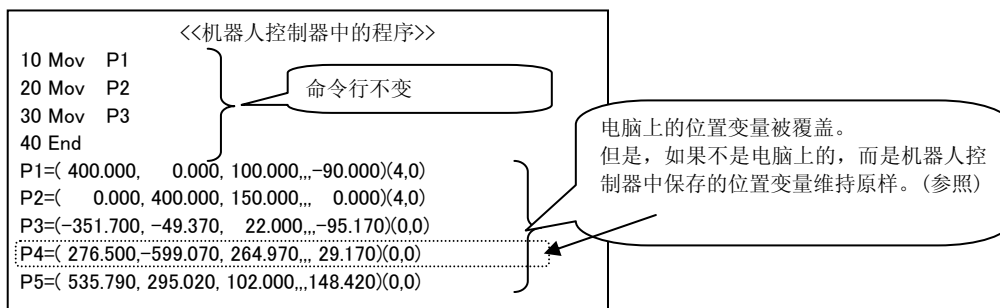 <<机器人控制器中的程序>>
10 Mov P1
20 Mov P2
30 Mov P3
40 End
命令行不变
P1=( 400.000, 0.000, 100.000,,,-90.000)(4,0)
P2=( 0.000, 400.000, 150.000,,, 0.000)(4,0)
P3=(-351.700, -49.370, 22.000,,,-95.170)(0,0)
P4=( 276.500,-599.070, 264.970,,, 29.170)(0,0)
P5=( 535.790, 295.020, 102.000,,,148.420)(0,0)
电脑上的位置变量被覆盖。
但是，如果不是电脑上的，而是机器人控
制器中保存的位置变量维持原样。(参照)